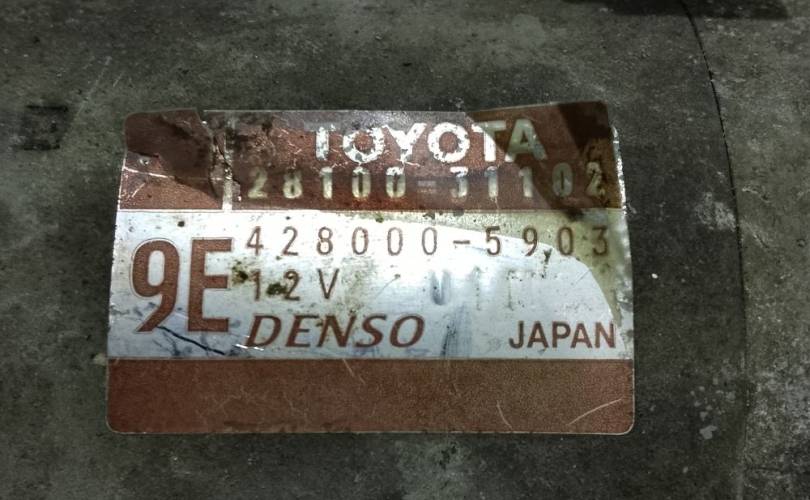 TOYOTA
28100-31102
9E
428000-5903
12V
DENSO
JAPAN